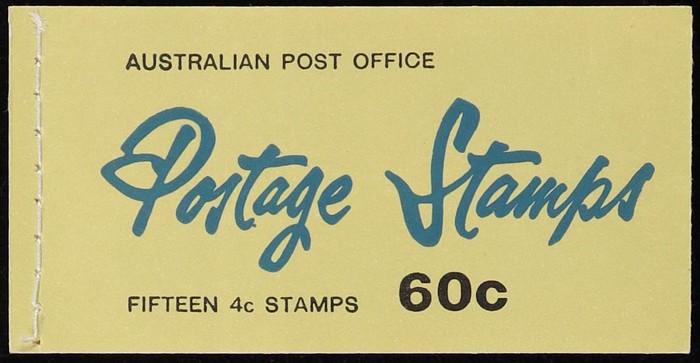 AUSTRALIAN POST OFFICE
Postage Stamps
FIFTEEN 4c STAMPS 60c